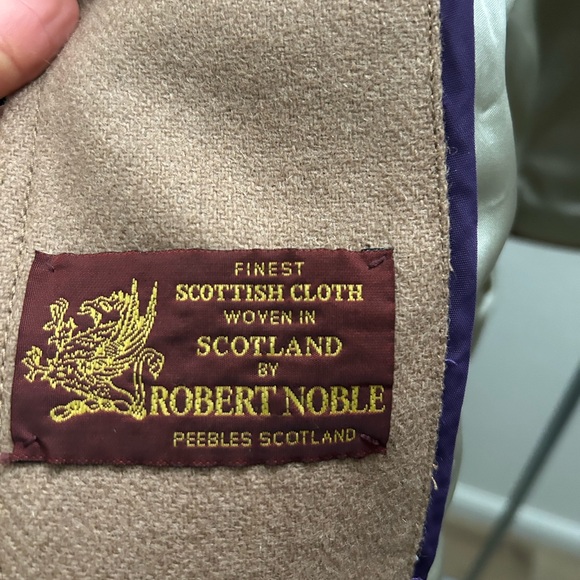 FINEST
SCOTTISH CLOTH
WOVEN IN
SCOTLAND
BY
ROBERT NOBLE
PEEBLES SCOTLAND